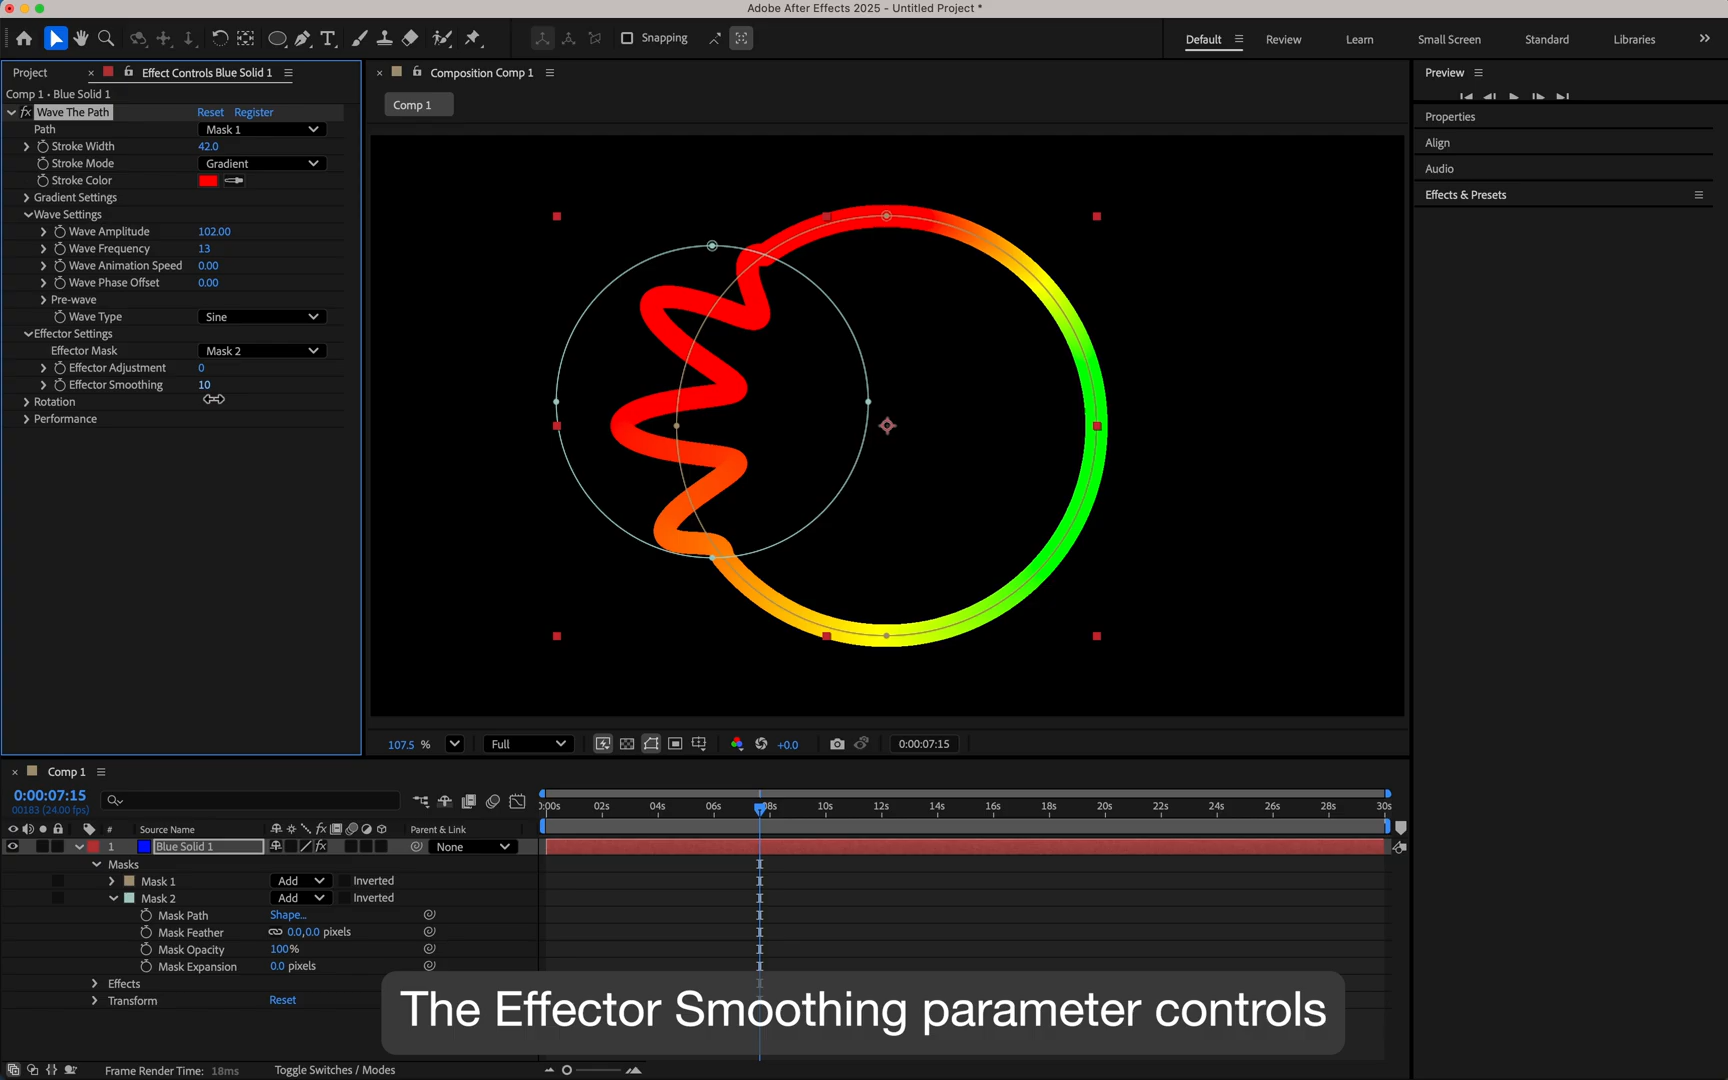 Adobe After Effects 2025 - Untitled Project *
Snapping
Default
Review
Learn
Small Screen
Standard
Libraries
Project
Effect Controls Blue Solid 1
Composition Comp 1
Preview
Comp 1 • Blue Solid 1
Comp 1
fx Wave The Path Reset Register
Path Mask 1
Stroke Width 42.0
Stroke Mode Gradient
Stroke Color
Gradient Settings
Wave Settings
Wave Amplitude 102.00
Wave Frequency 13
Wave Animation Speed 0.00
Wave Phase Offset 0.00
Pre-wave
Wave Type Sine
Effector Settings
Effector Mask Mask 2
Effector Adjustment 0
Effector Smoothing 10
Rotation
Performance
Properties
Align
Audio
Effects & Presets
107.5 %
Full
+0.0
0:00:07:15
Comp 1
0:00:07:15
00183 (24.00 fps)
:00s 02s 04s 06s 08s 10s 12s 14s 16s 18s 20s 22s 24s 26s 28s 30s
# Source Name fx Parent & Link
1 Blue Solid 1 fx None
Masks
Mask 1 Add Inverted
Mask 2 Add Inverted
Mask Path Shape...
Mask Feather 0.0,0.0 pixels
Mask Opacity 100%
Mask Expansion 0.0 pixels
Effects
Transform Reset
The Effector Smoothing parameter controls
Frame Render Time: 18ms
Toggle Switches / Modes